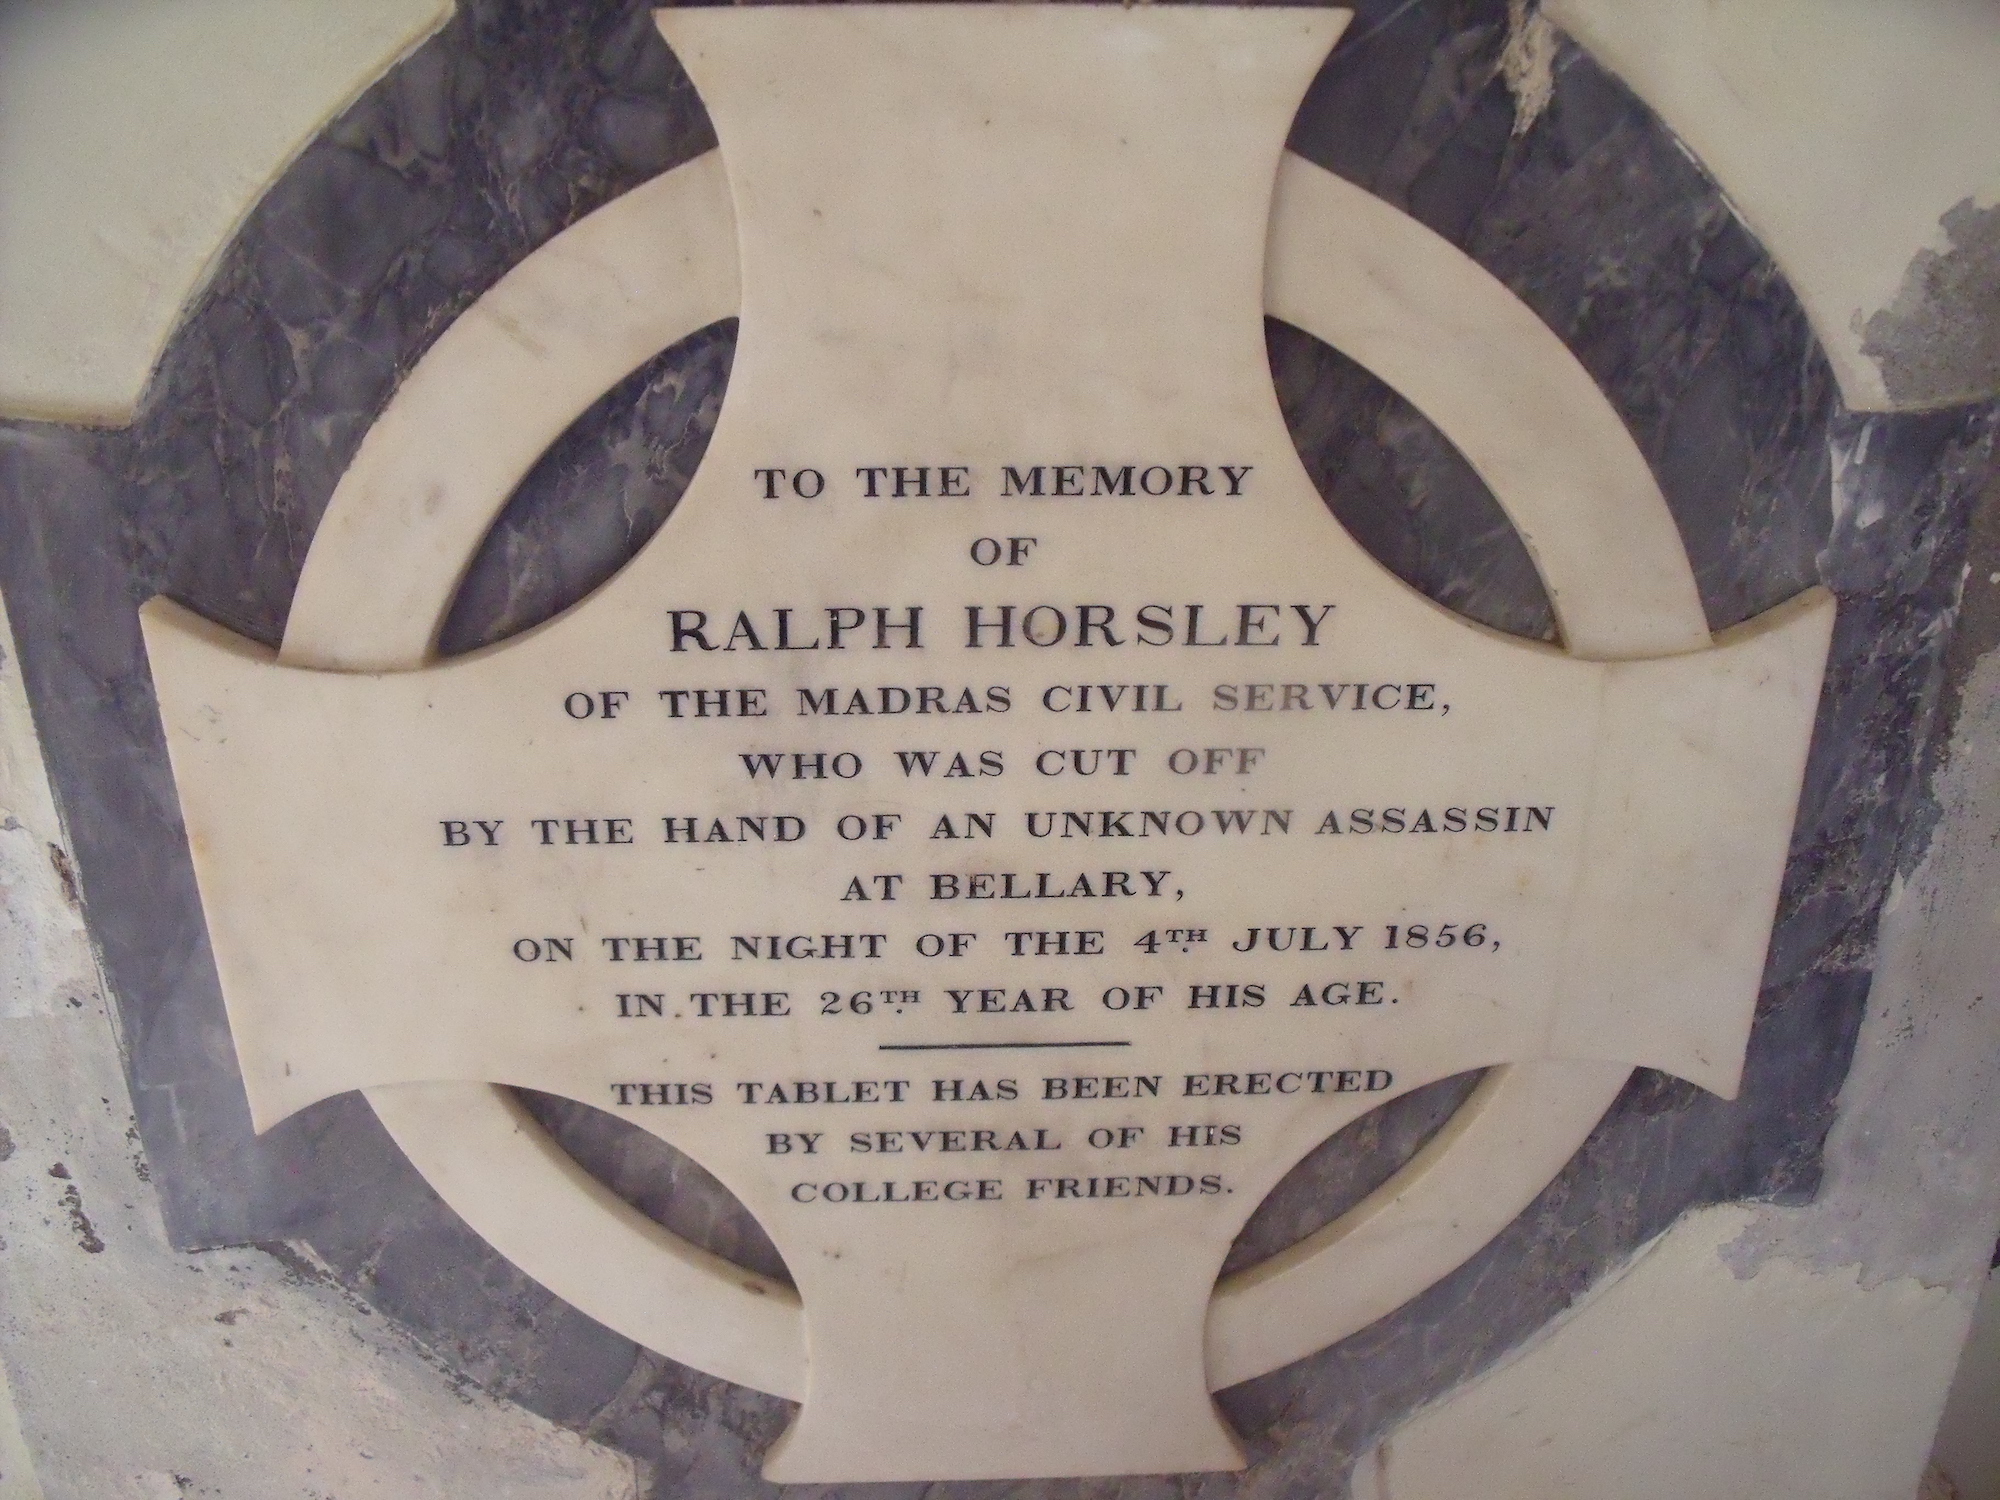 TO THE MEMORY
OF
RALPH HORSLEY
OF THE MADRAS CIVIL SERVICE,
WHO WAS CUT OFF
BY THE HAND OF AN UNKNOWN ASSASSIN
AT BELLARY,
ON THE NIGHT OF THE 4TH JULY 1856,
IN THE 26TH YEAR OF HIS AGE.
THIS TABLET HAS BEEN ERECTED
BY SEVERAL OF HIS
COLLEGE FRIENDS.